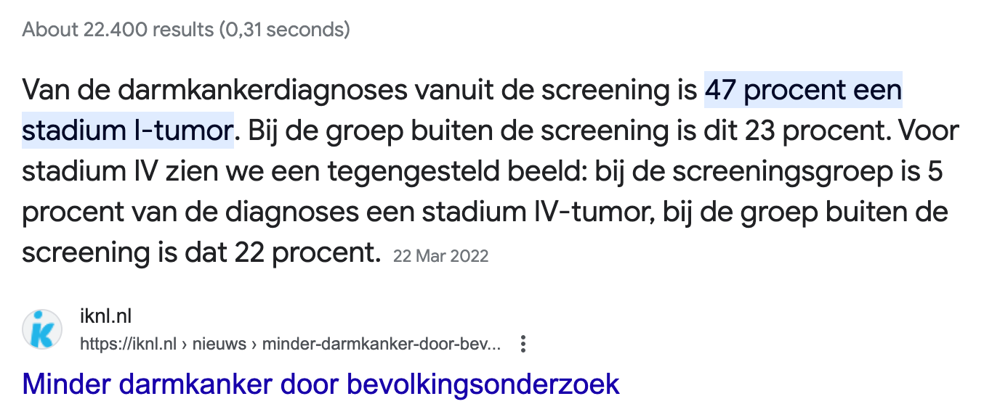 About 22.400 results (0,31 seconds)
Van de darmkankerdiagnoses vanuit de screening is 47 procent een
stadium I-tumor. Bij de groep buiten de screening is dit 23 procent. Voor
stadium IV zien we een tegengesteld beeld: bij de screeningsgroep is 5
procent van de diagnoses een stadium IV-tumor, bij de groep buiten de
screening is dat 22 procent. 22 Mar 2022
iknl.nl
https://iknl.nl › nieuws › minder-darmkanker-door-bev...
Minder darmkanker door bevolkingsonderzoek